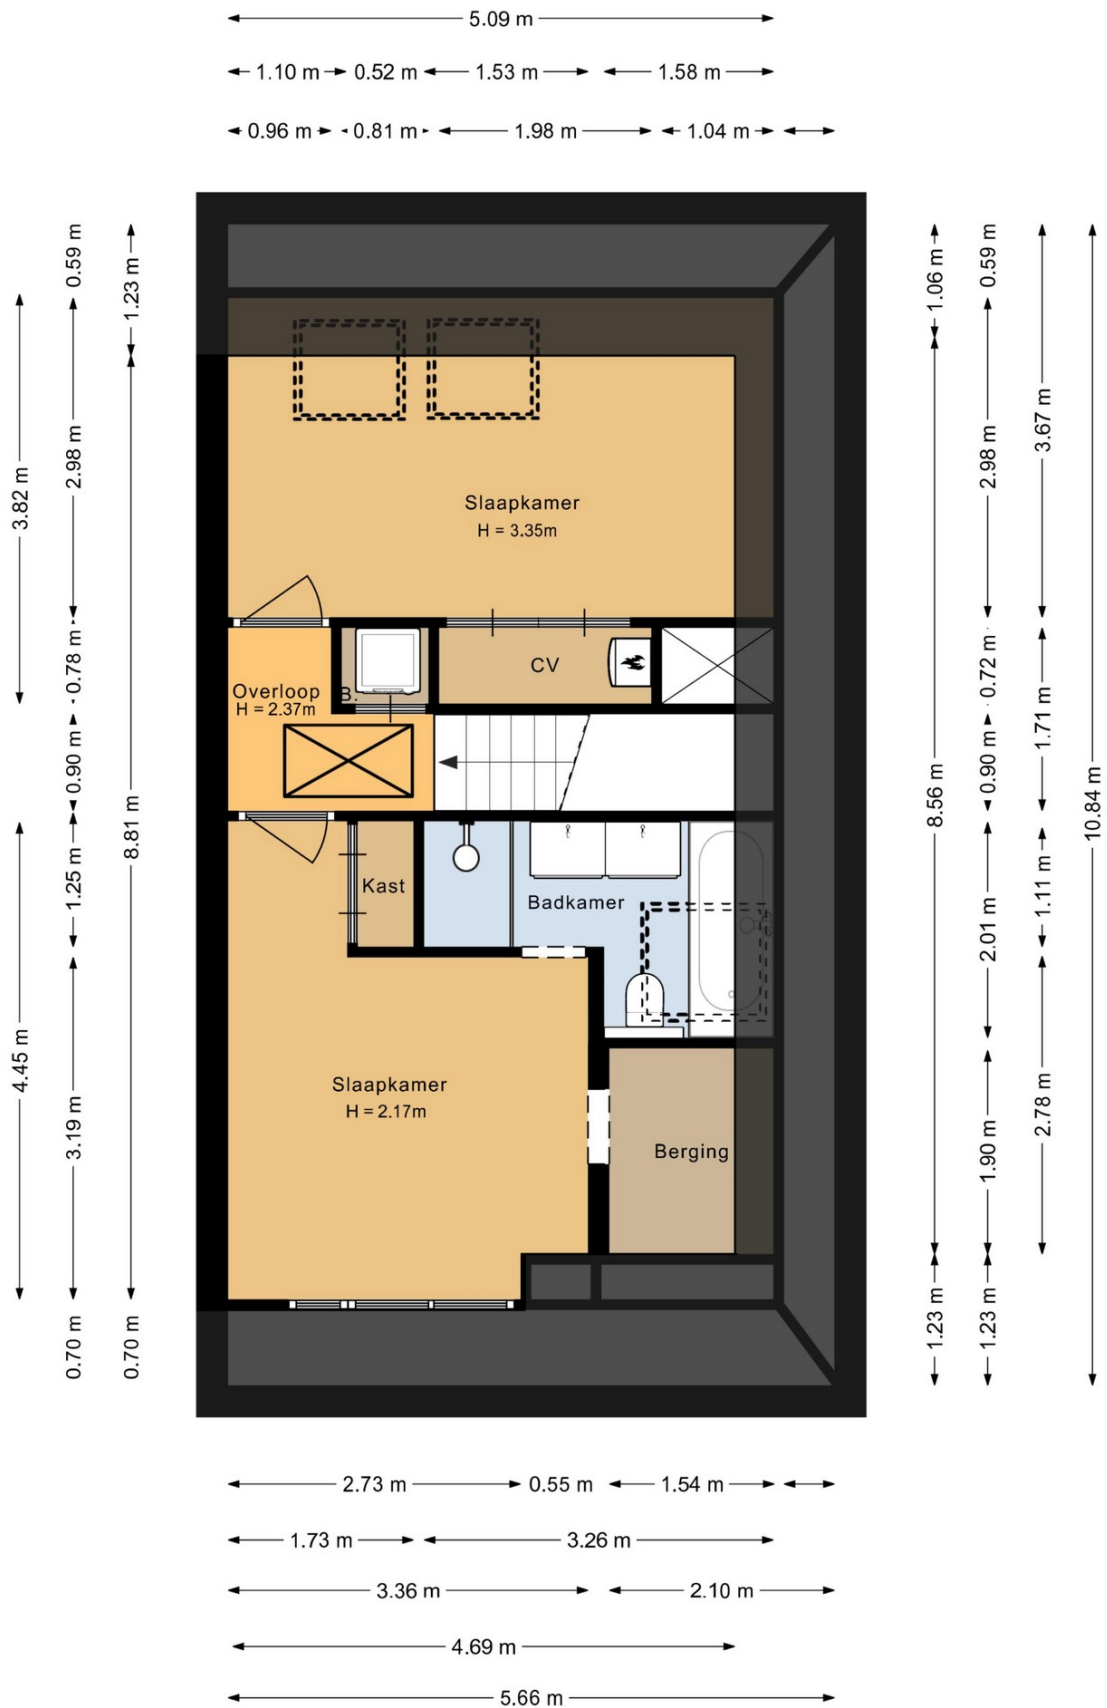 5.09 m
1.10 m 0.52 m 1.53 m 1.58 m
0.96 m 0.81 m 1.98 m 1.04 m
0.59 m
1.23 m
3.82 m
2.98 m
0.78 m
0.90 m
8.81 m
1.25 m
4.45 m
3.19 m
0.70 m
0.70 m
Slaapkamer
H = 3.35m
CV
B.
Overloop
H = 2.37m
Kast
Badkamer
Slaapkamer
H = 2.17m
Berging
1.06 m
0.59 m
3.67 m
2.98 m
0.72 m
1.71 m
0.90 m
8.56 m
10.84 m
1.11 m
2.01 m
2.78 m
1.90 m
1.23 m
1.23 m
2.73 m 0.55 m 1.54 m
1.73 m 3.26 m
3.36 m 2.10 m
4.69 m
5.66 m